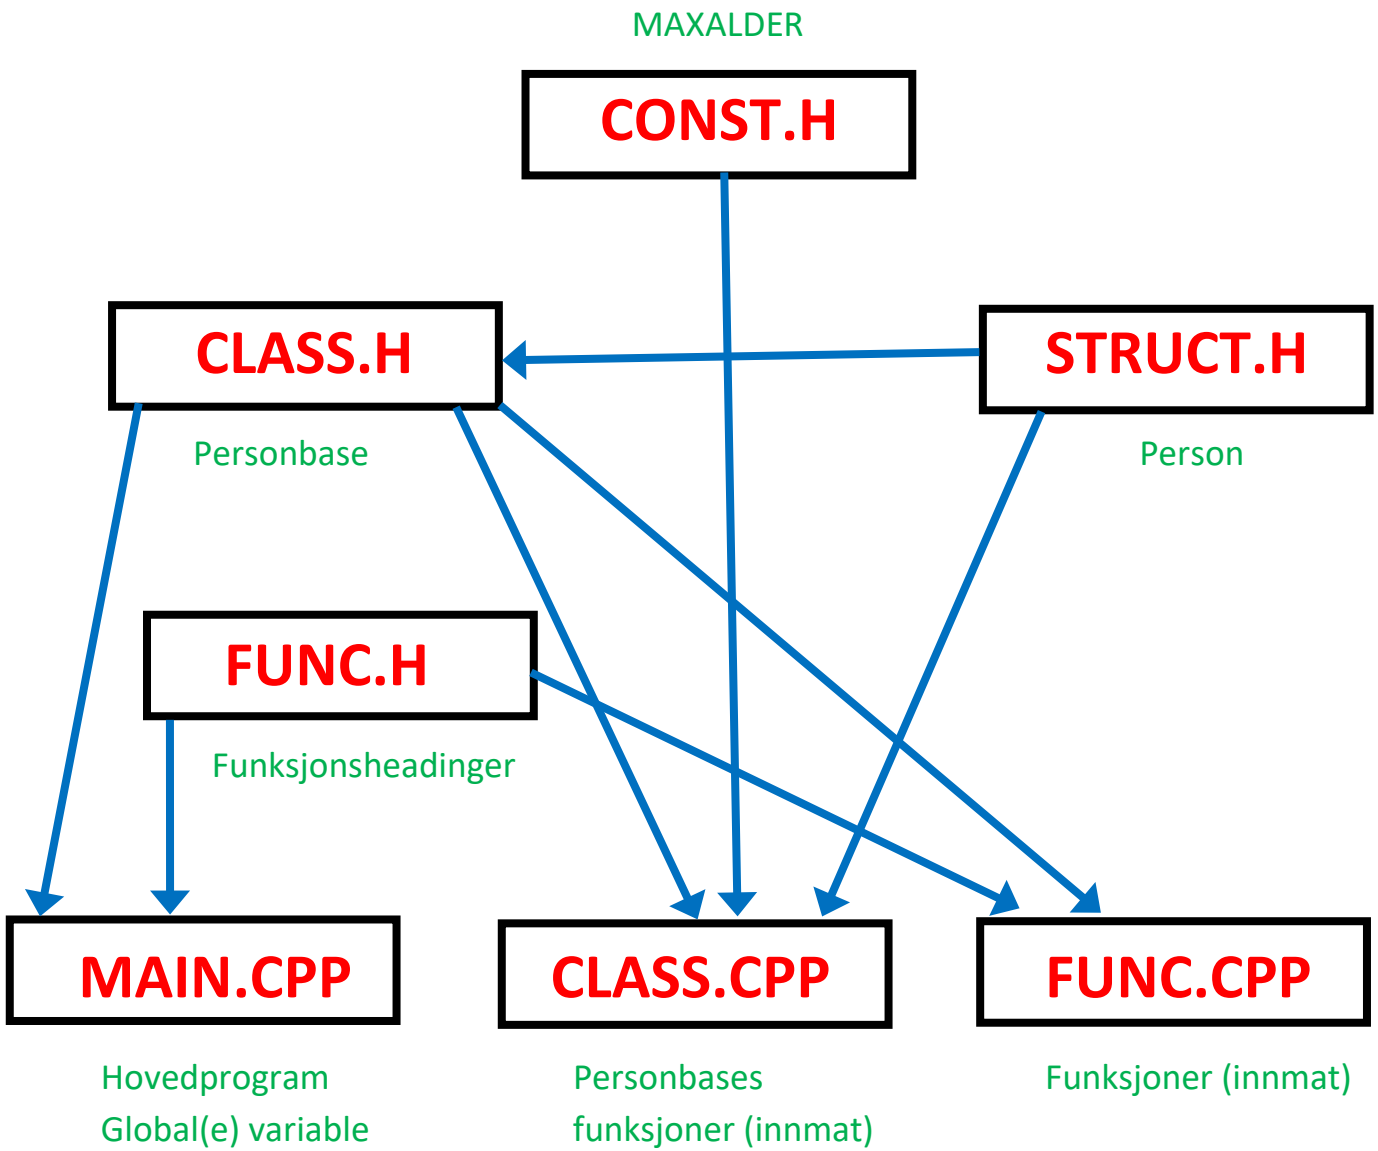 MAXALDER
CONST.H
CLASS.H
STRUCT.H
Personbase
Person
FUNC.H
Funksjonsheadinger
MAIN.CPP
CLASS.CPP
FUNC.CPP
Hovedprogram
Global(e) variable
Personbases
funksjoner (innmat)
Funksjoner (innmat)